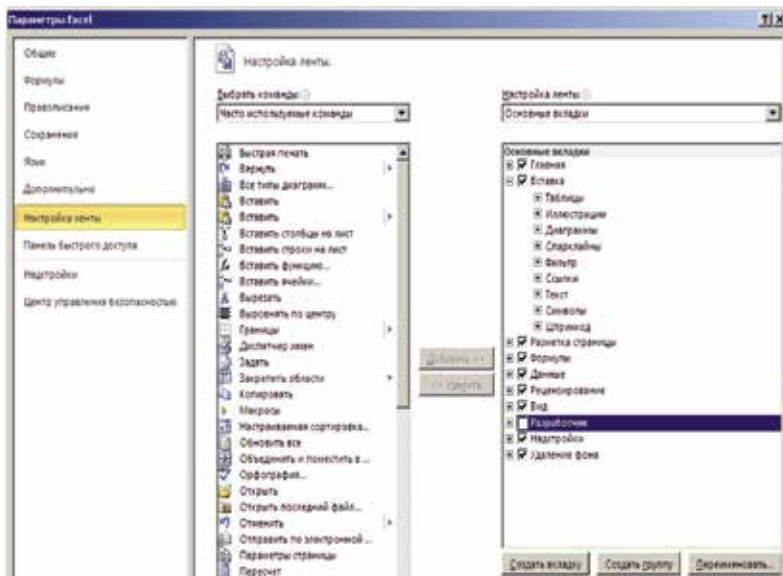 Параметры Excel
Общие
Формулы
Правописание
Сохранение
Язык
Дополнительно
Настройка ленты
Панель быстрого доступа
Надстройки
Центр управления безопасностью
Настройка ленты.
Выбрать команды:
Часто используемые команды
Быстрая печать
Вернуть
Все типы диаграмм...
Вставить
Вставить
Вставить столбцы на лист
Вставить строки на лист
Вставить функцию...
Вставить ячейки...
Вырезать
Выровнять по центру
Границы
Диспетчер имен
Задать
Закрепить области
Копировать
Макросы
Настраиваемая сортировка...
Обновить все
Объединить и поместить в ...
Орфография...
Открыть
Открыть последний файл...
Отменить
Отправить по электронной ...
Параметры страницы
Пересчет
Добавить >>
<< Удалить
Настройка ленты:
Основные вкладки
Основные вкладки
Главная
Вставка
Таблицы
Иллюстрации
Диаграммы
Спарклайны
Фильтр
Ссылки
Текст
Символы
Штрихкод
Разметка страницы
Формулы
Данные
Рецензирование
Вид
Разработчик
Надстройки
Удаление фона
Создать вкладку
Создать группу
Переименовать...